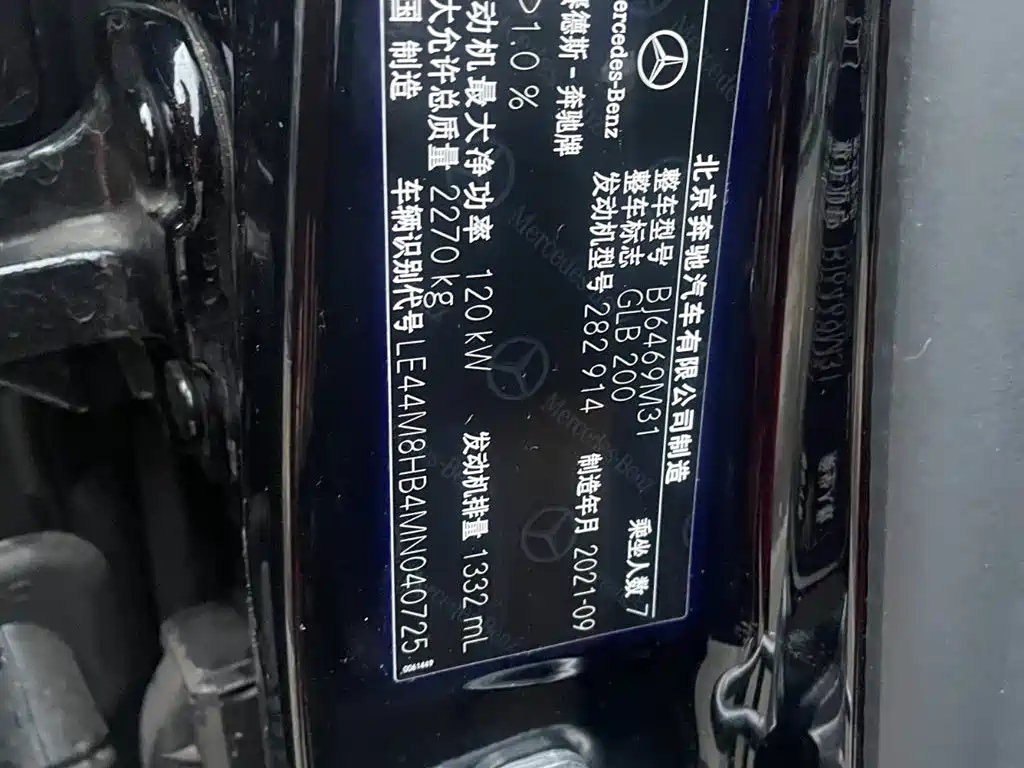 Mercedes-Benz
北京奔驰汽车有限公司制造
整车型号 BJ6469M31 乘坐人数 7
整车标志 GLB 200
发动机型号 282 914 制造年月 2021-09
德斯-奔驰牌
>1.0%
动机最大净功率 120 kW 、发动机排量 1332 mL
大允许总质量 2270 kg
国 制造 车辆识别代号 LE44M8HB4MN040725
0061449